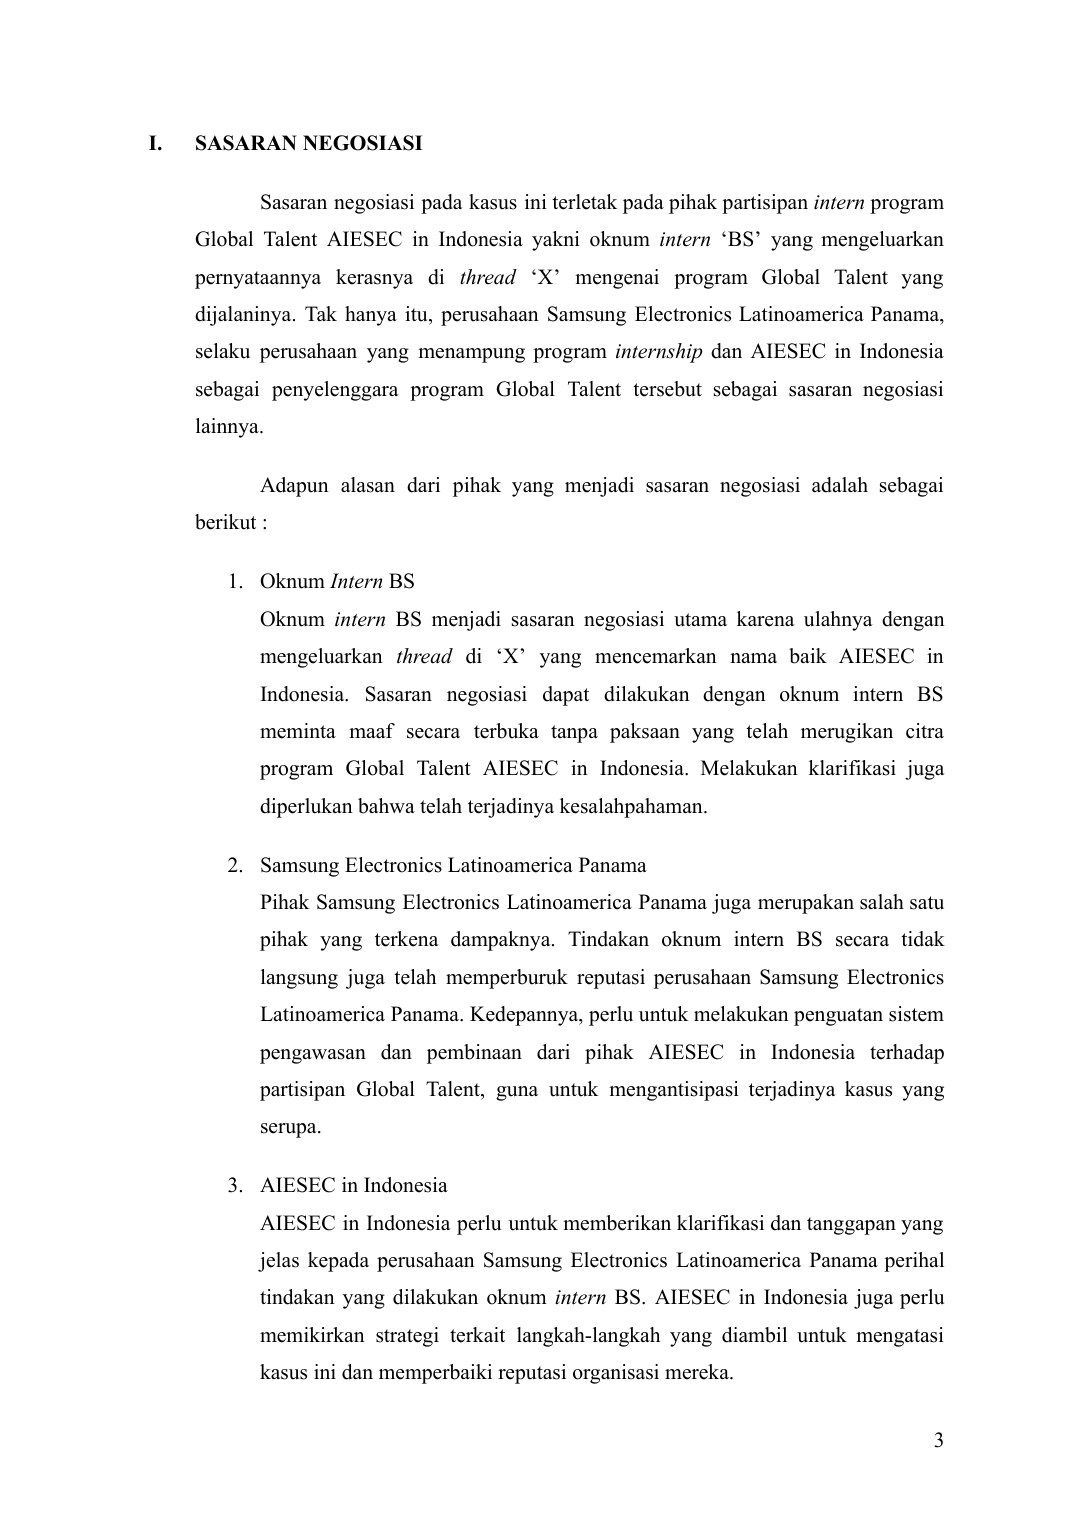 I. SASARAN NEGOSIASI
Sasaran negosiasi pada kasus ini terletak pada pihak partisipan intern program
Global Talent AIESEC in Indonesia yakni oknum intern ‘BS’ yang mengeluarkan
pernyataannya kerasnya di thread ‘X’ mengenai program Global Talent yang
dijalaninya. Tak hanya itu, perusahaan Samsung Electronics Latinoamerica Panama,
selaku perusahaan yang menampung program internship dan AIESEC in Indonesia
sebagai penyelenggara program Global Talent tersebut sebagai sasaran negosiasi
lainnya.
Adapun alasan dari pihak yang menjadi sasaran negosiasi adalah sebagai
berikut :
1. Oknum Intern BS
Oknum intern BS menjadi sasaran negosiasi utama karena ulahnya dengan
mengeluarkan thread di ‘X’ yang mencemarkan nama baik AIESEC in
Indonesia. Sasaran negosiasi dapat dilakukan dengan oknum intern BS
meminta maaf secara terbuka tanpa paksaan yang telah merugikan citra
program Global Talent AIESEC in Indonesia. Melakukan klarifikasi juga
diperlukan bahwa telah terjadinya kesalahpahaman.
2. Samsung Electronics Latinoamerica Panama
Pihak Samsung Electronics Latinoamerica Panama juga merupakan salah satu
pihak yang terkena dampaknya. Tindakan oknum intern BS secara tidak
langsung juga telah memperburuk reputasi perusahaan Samsung Electronics
Latinoamerica Panama. Kedepannya, perlu untuk melakukan penguatan sistem
pengawasan dan pembinaan dari pihak AIESEC in Indonesia terhadap
partisipan Global Talent, guna untuk mengantisipasi terjadinya kasus yang
serupa.
3. AIESEC in Indonesia
AIESEC in Indonesia perlu untuk memberikan klarifikasi dan tanggapan yang
jelas kepada perusahaan Samsung Electronics Latinoamerica Panama perihal
tindakan yang dilakukan oknum intern BS. AIESEC in Indonesia juga perlu
memikirkan strategi terkait langkah-langkah yang diambil untuk mengatasi
kasus ini dan memperbaiki reputasi organisasi mereka.
3